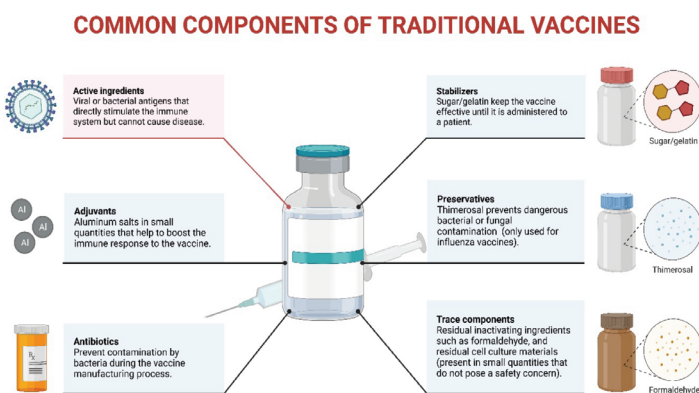 COMMON COMPONENTS OF TRADITIONAL VACCINES
Active ingredients
Viral or bacterial antigens that
directly stimulate the immune
system but cannot cause disease.
Adjuvants
Aluminum salts in small
quantities that help to boost the
immune response to the vaccine.
Al
Al
Al
Antibiotics
Prevent contamination by
bacteria during the vaccine
manufacturing process.
Rx
Stabilizers
Sugar/gelatin keep the vaccine
effective until it is administered to
a patient.
Sugar/gelatin
Preservatives
Thimerosal prevents dangerous
bacterial or fungal
contamination (only used for
influenza vaccines).
Thimerosal
Trace components
Residual inactivating ingredients
such as formaldehyde, and
residual cell culture materials
(present in small quantities that
do not pose a safety concern).
Formaldehyde